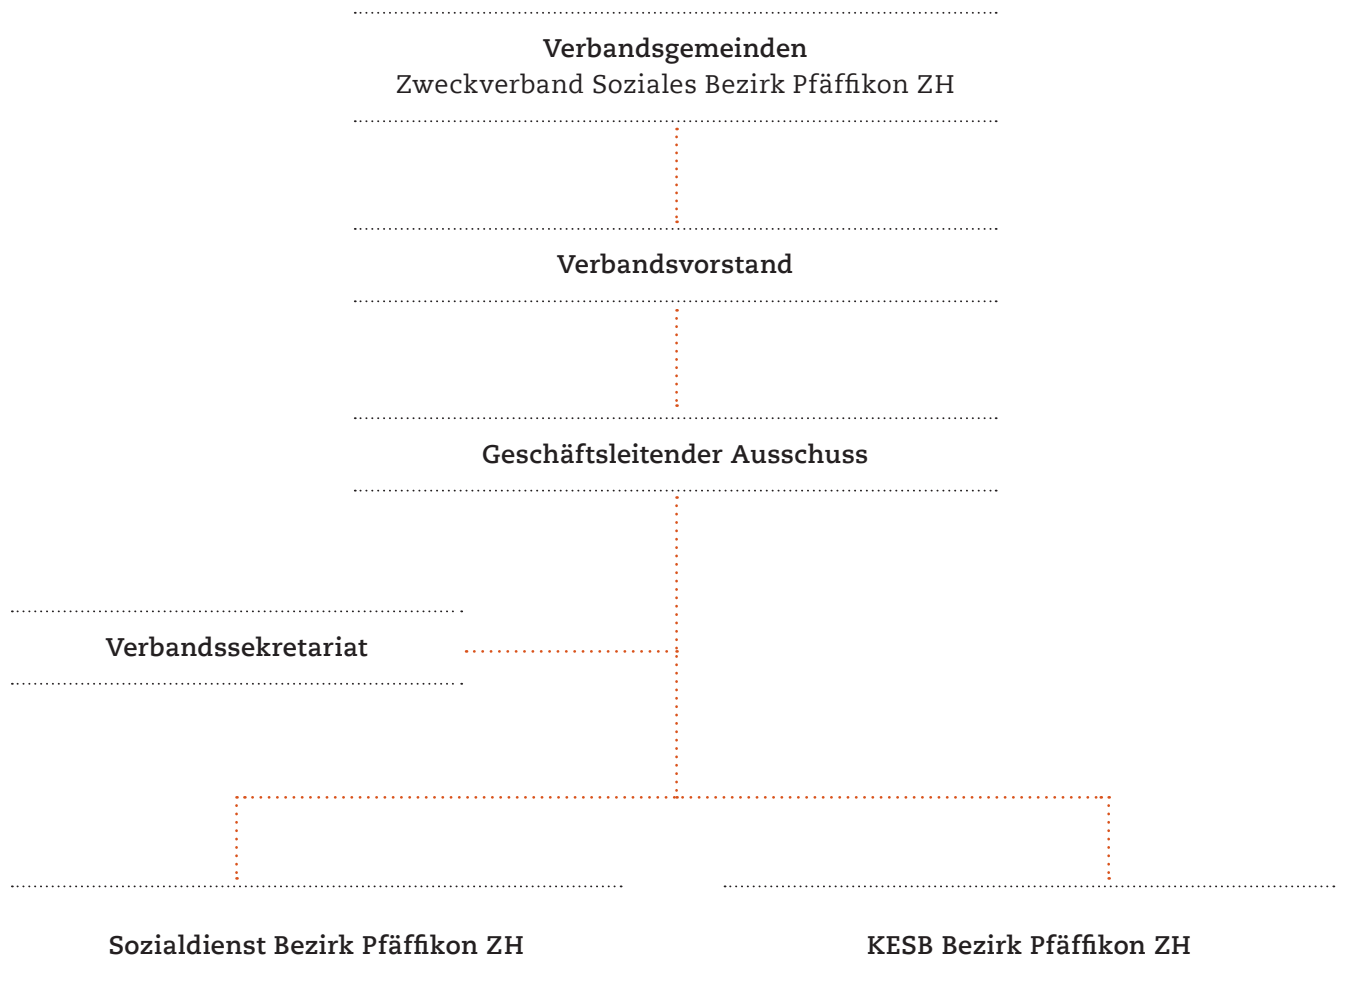 Verbandsgemeinden
Zweckverband Soziales Bezirk Pfäffikon ZH
Verbandsvorstand
Geschäftsleitender Ausschuss
Verbandssekretariat
Sozialdienst Bezirk Pfäffikon ZH
KESB Bezirk Pfäffikon ZH